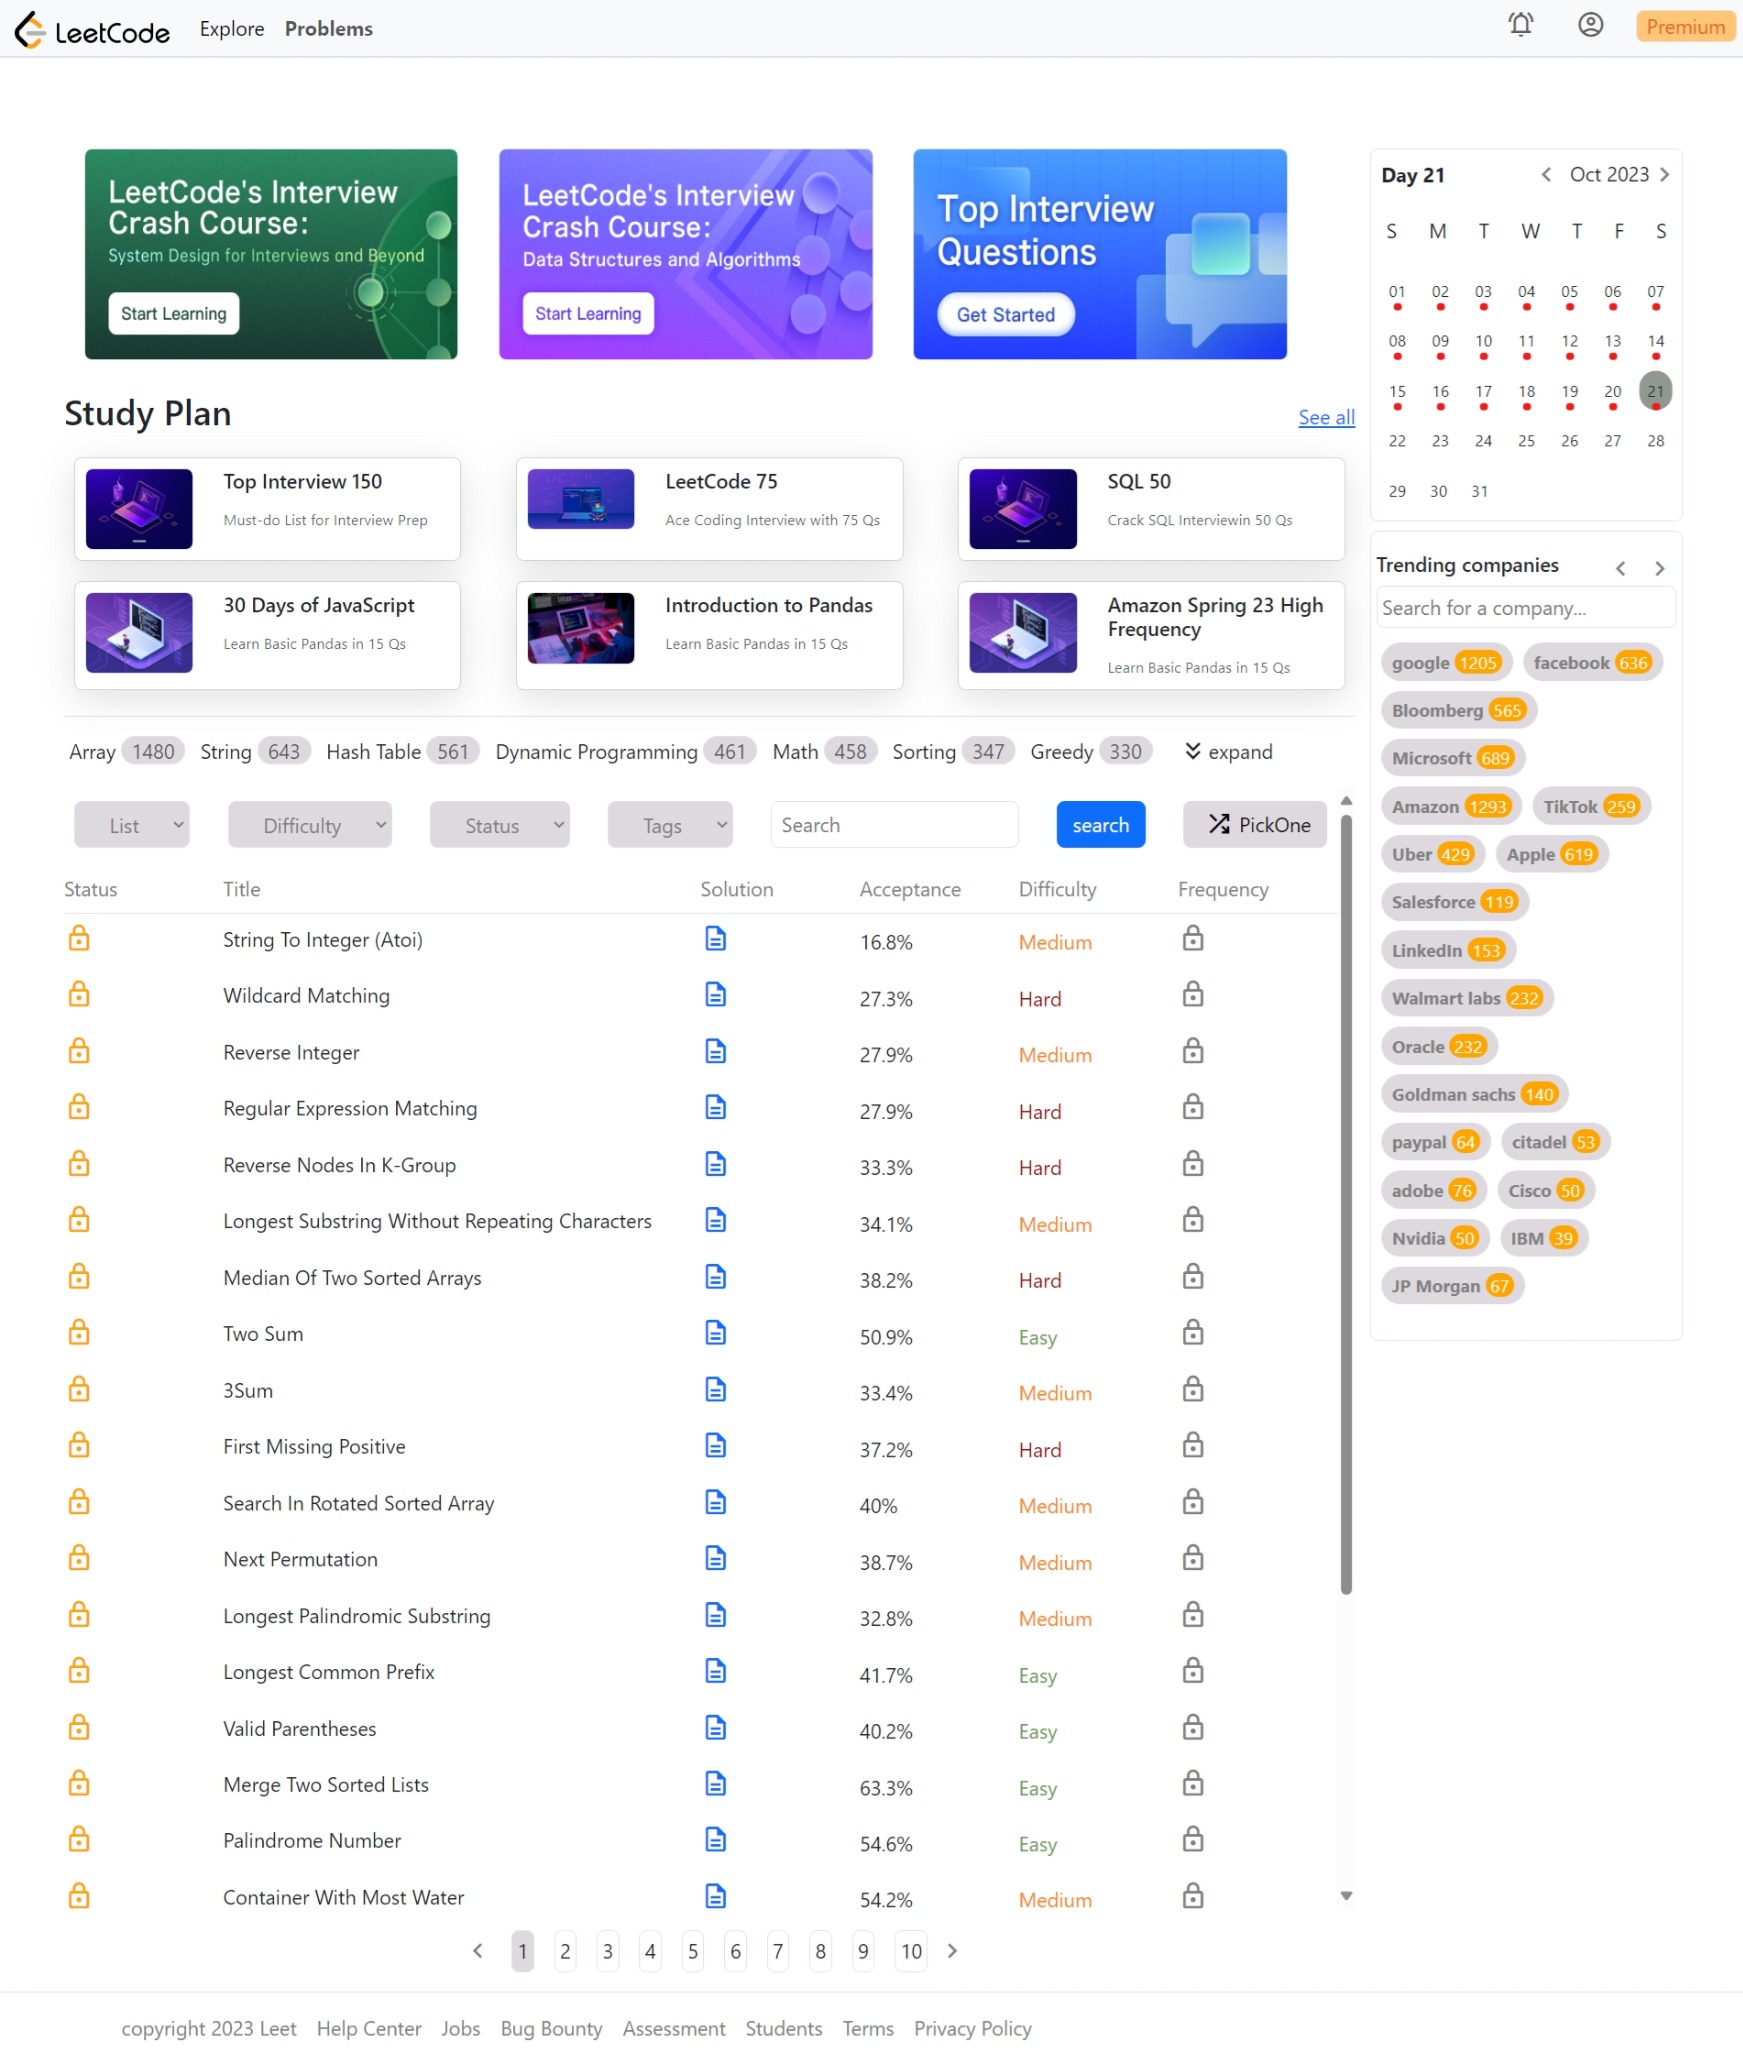 LeetCode Explore Problems Premium
LeetCode's Interview
Crash Course:
System Design for Interviews and Beyond
Start Learning
LeetCode's Interview
Crash Course:
Data Structures and Algorithms
Start Learning
Top Interview
Questions
Get Started
Day 21 Oct 2023
S M T W T F S
01 02 03 04 05 06 07
08 09 10 11 12 13 14
15 16 17 18 19 20 21
22 23 24 25 26 27 28
29 30 31
Study Plan See all
Top Interview 150
Must-do List for Interview Prep
LeetCode 75
Ace Coding Interview with 75 Qs
SQL 50
Crack SQL Interviewin 50 Qs
30 Days of JavaScript
Learn Basic Pandas in 15 Qs
Introduction to Pandas
Learn Basic Pandas in 15 Qs
Amazon Spring 23 High
Frequency
Learn Basic Pandas in 15 Qs
Trending companies
Search for a company...
google 1205 facebook 636
Bloomberg 565
Microsoft 689
Amazon 1293 TikTok 259
Uber 429 Apple 619
Salesforce 119
LinkedIn 153
Walmart labs 232
Oracle 232
Goldman sachs 140
paypal 64 citadel 53
adobe 76 Cisco 50
Nvidia 50 IBM 39
JP Morgan 67
Array 1480 String 643 Hash Table 561 Dynamic Programming 461 Math 458 Sorting 347 Greedy 330 expand
List Difficulty Status Tags Search search PickOne
Status Title Solution Acceptance Difficulty Frequency
String To Integer (Atoi) 16.8% Medium
Wildcard Matching 27.3% Hard
Reverse Integer 27.9% Medium
Regular Expression Matching 27.9% Hard
Reverse Nodes In K-Group 33.3% Hard
Longest Substring Without Repeating Characters 34.1% Medium
Median Of Two Sorted Arrays 38.2% Hard
Two Sum 50.9% Easy
3Sum 33.4% Medium
First Missing Positive 37.2% Hard
Search In Rotated Sorted Array 40% Medium
Next Permutation 38.7% Medium
Longest Palindromic Substring 32.8% Medium
Longest Common Prefix 41.7% Easy
Valid Parentheses 40.2% Easy
Merge Two Sorted Lists 63.3% Easy
Palindrome Number 54.6% Easy
Container With Most Water 54.2% Medium
1 2 3 4 5 6 7 8 9 10
copyright 2023 Leet Help Center Jobs Bug Bounty Assessment Students Terms Privacy Policy